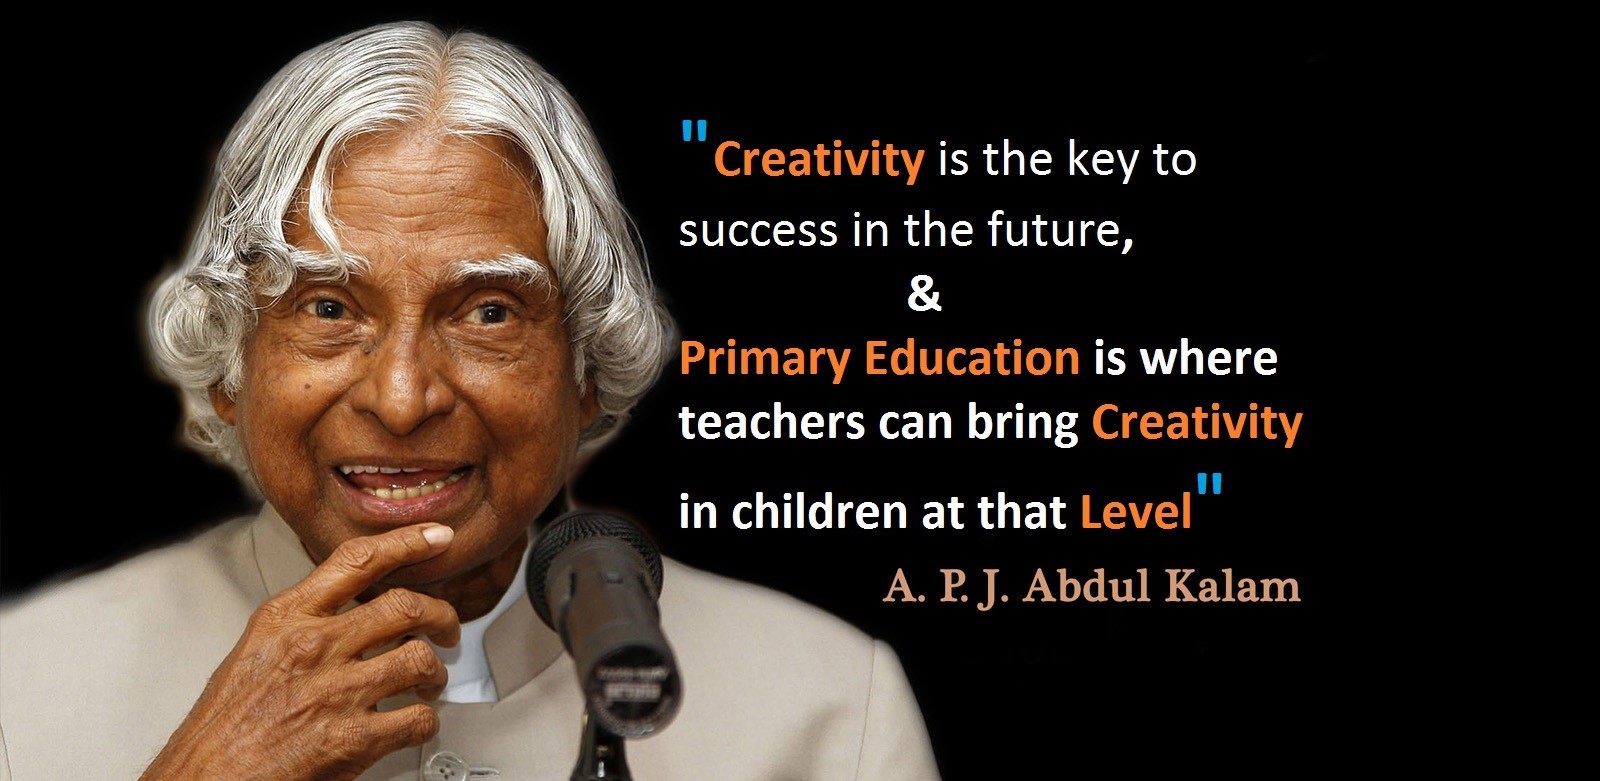 "Creativity is the key to
success in the future,
&
Primary Education is where
teachers can bring Creativity
in children at that Level"
A. P. J. Abdul Kalam